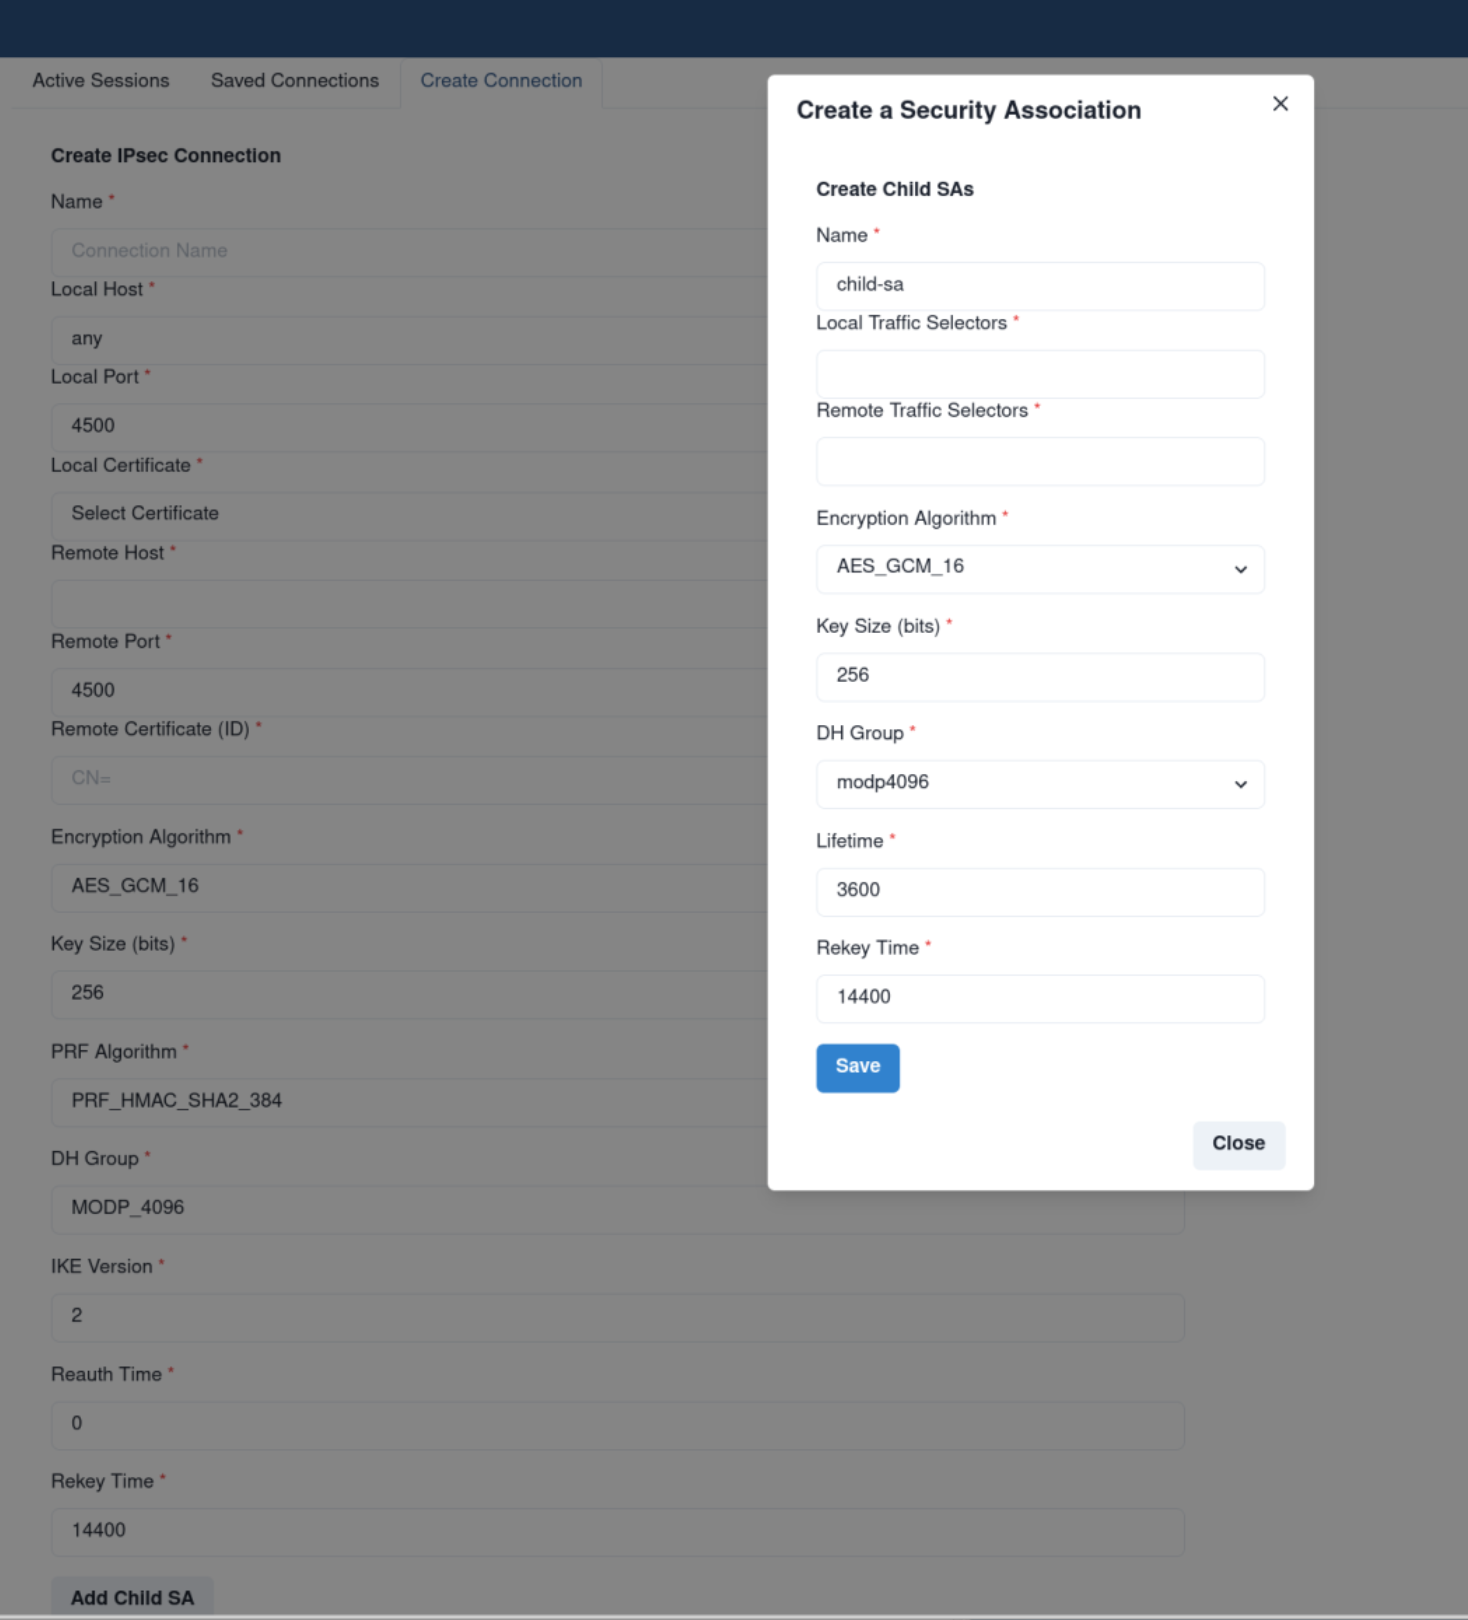 Active Sessions Saved Connections Create Connection
Create IPsec Connection
Name *
Connection Name
Local Host *
any
Local Port *
4500
Local Certificate *
Select Certificate
Remote Host *
Remote Port *
4500
Remote Certificate (ID) *
CN=
Encryption Algorithm *
AES_GCM_16
Key Size (bits) *
256
PRF Algorithm *
PRF_HMAC_SHA2_384
DH Group *
MODP_4096
IKE Version *
2
Reauth Time *
0
Rekey Time *
14400
Add Child SA
Create a Security Association
Create Child SAs
Name *
child-sa
Local Traffic Selectors *
Remote Traffic Selectors *
Encryption Algorithm *
AES_GCM_16
Key Size (bits) *
256
DH Group *
modp4096
Lifetime *
3600
Rekey Time *
14400
Save
Close